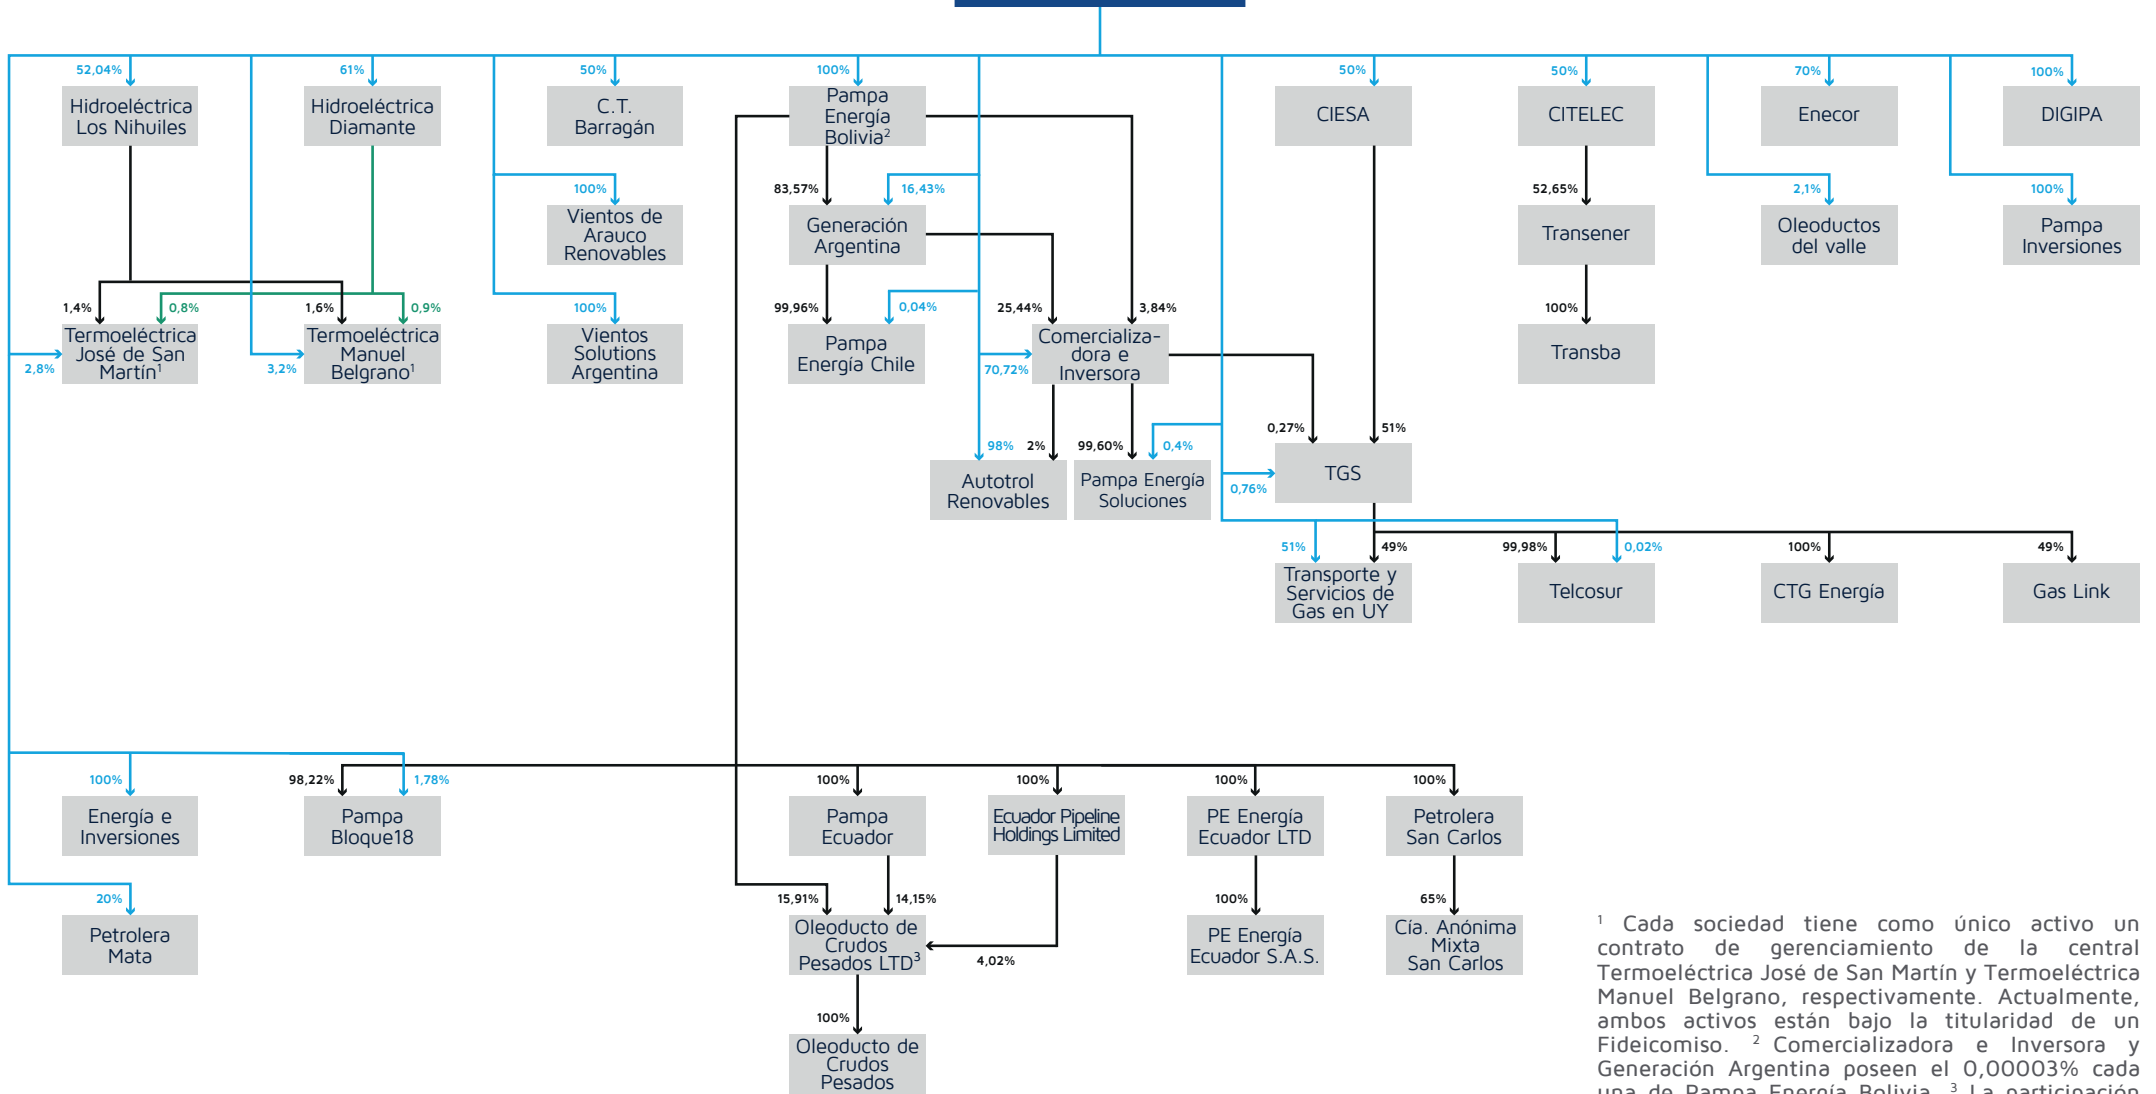 52,04%
61%
50%
100%
50%
50%
70%
100%
Hidroeléctrica
Los Nihuiles
Hidroeléctrica
Diamante
C.T.
Barragán
Pampa
Energía
Bolivia²
CIESA
CITELEC
Enecor
DIGIPA
100%
83,57%
16,43%
52,65%
2,1%
100%
Vientos de
Arauco
Renovables
Generación
Argentina
Transener
Oleoductos
del valle
Pampa
Inversiones
1,4%
0,8%
1,6%
0,9%
100%
99,96%
0,04%
25,44%
3,84%
100%
Termoeléctrica
José de San
Martín¹
2,8%
Termoeléctrica
Manuel
Belgrano¹
3,2%
Vientos
Solutions
Argentina
Pampa
Energía Chile
Comercializa-
dora e
Inversora
70,72%
Transba
98%
2%
99,60%
0,4%
0,27%
51%
Autotrol
Renovables
Pampa Energía
Soluciones
TGS
0,76%
51%
49%
99,98%
0,02%
100%
49%
Transporte y
Servicios de
Gas en UY
Telcosur
CTG Energía
Gas Link
100%
98,22%
1,78%
100%
100%
100%
100%
Energía e
Inversiones
Pampa
Bloque18
Pampa
Ecuador
Ecuador Pipeline
Holdings Limited
PE Energía
Ecuador LTD
Petrolera
San Carlos
20%
15,91%
14,15%
100%
65%
Petrolera
Mata
Oleoducto de
Crudos
Pesados LTD³
4,02%
PE Energía
Ecuador S.A.S.
Cía. Anónima
Mixta
San Carlos
100%
Oleoducto de
Crudos
Pesados
¹ Cada sociedad tiene como único activo un
contrato de gerenciamiento de la central
Termoeléctrica José de San Martín y Termoeléctrica
Manuel Belgrano, respectivamente. Actualmente,
ambos activos están bajo la titularidad de un
Fideicomiso. ² Comercializadora e Inversora y
Generación Argentina poseen el 0,00003% cada
una de Pampa Energía Bolivia. ³ La participación